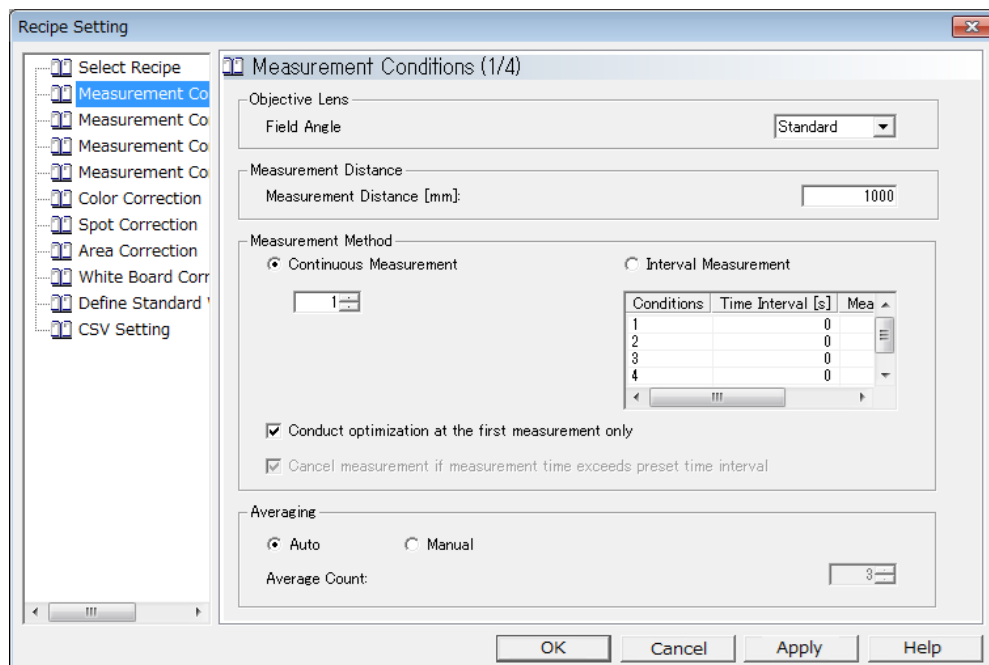 Recipe Setting
Select Recipe
Measurement Co
Measurement Co
Measurement Co
Measurement Co
Color Correction
Spot Correction
Area Correction
White Board Corr
Define Standard
CSV Setting
Measurement Conditions (1/4)
Objective Lens
Field Angle
Standard
Measurement Distance
Measurement Distance [mm]:
1000
Measurement Method
Continuous Measurement
Interval Measurement
1
Conditions Time Interval [s] Mea
1 0
2 0
3 0
4 0
Conduct optimization at the first measurement only
Cancel measurement if measurement time exceeds preset time interval
Averaging
Auto Manual
Average Count:
3
OK Cancel Apply Help